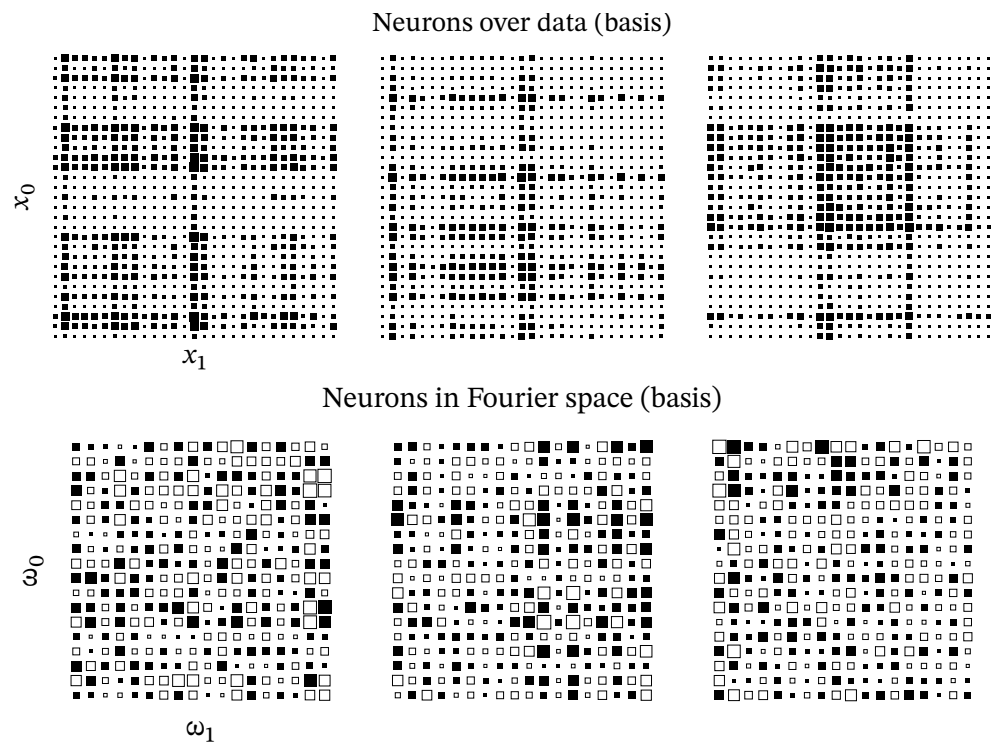 Neurons over data (basis)
x₀
x₁
Neurons in Fourier space (basis)
ω₀
ω₁